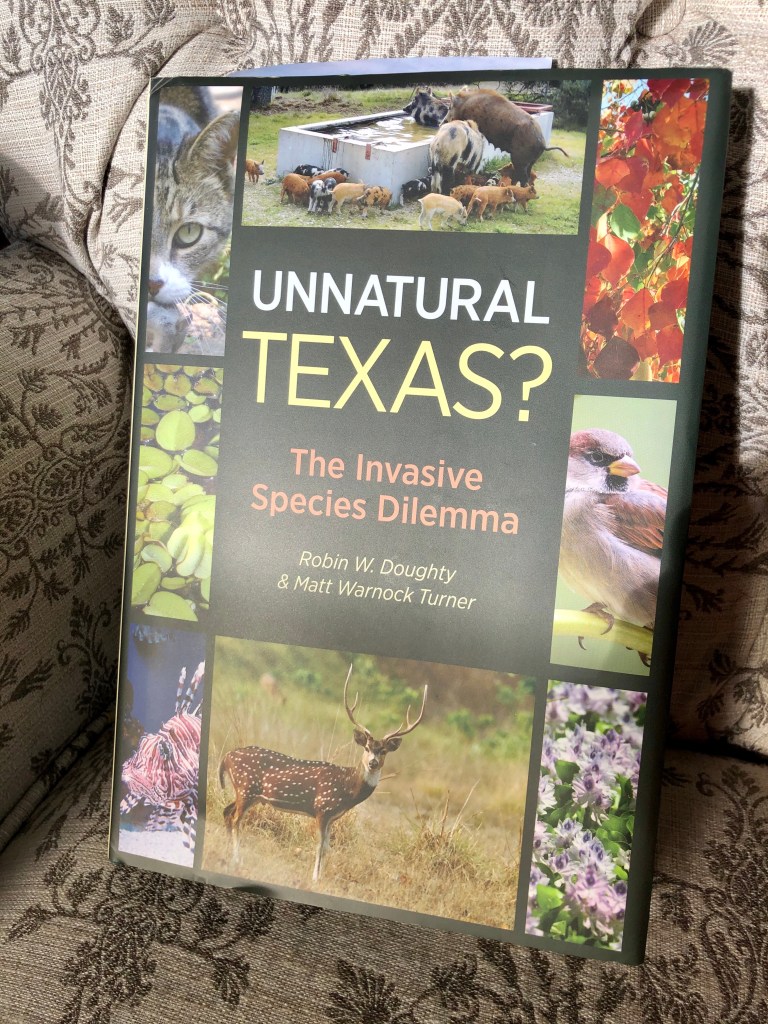 UNNATURAL
TEXAS?
The Invasive
Species Dilemma
Robin W. Doughty
& Matt Warnock Turner